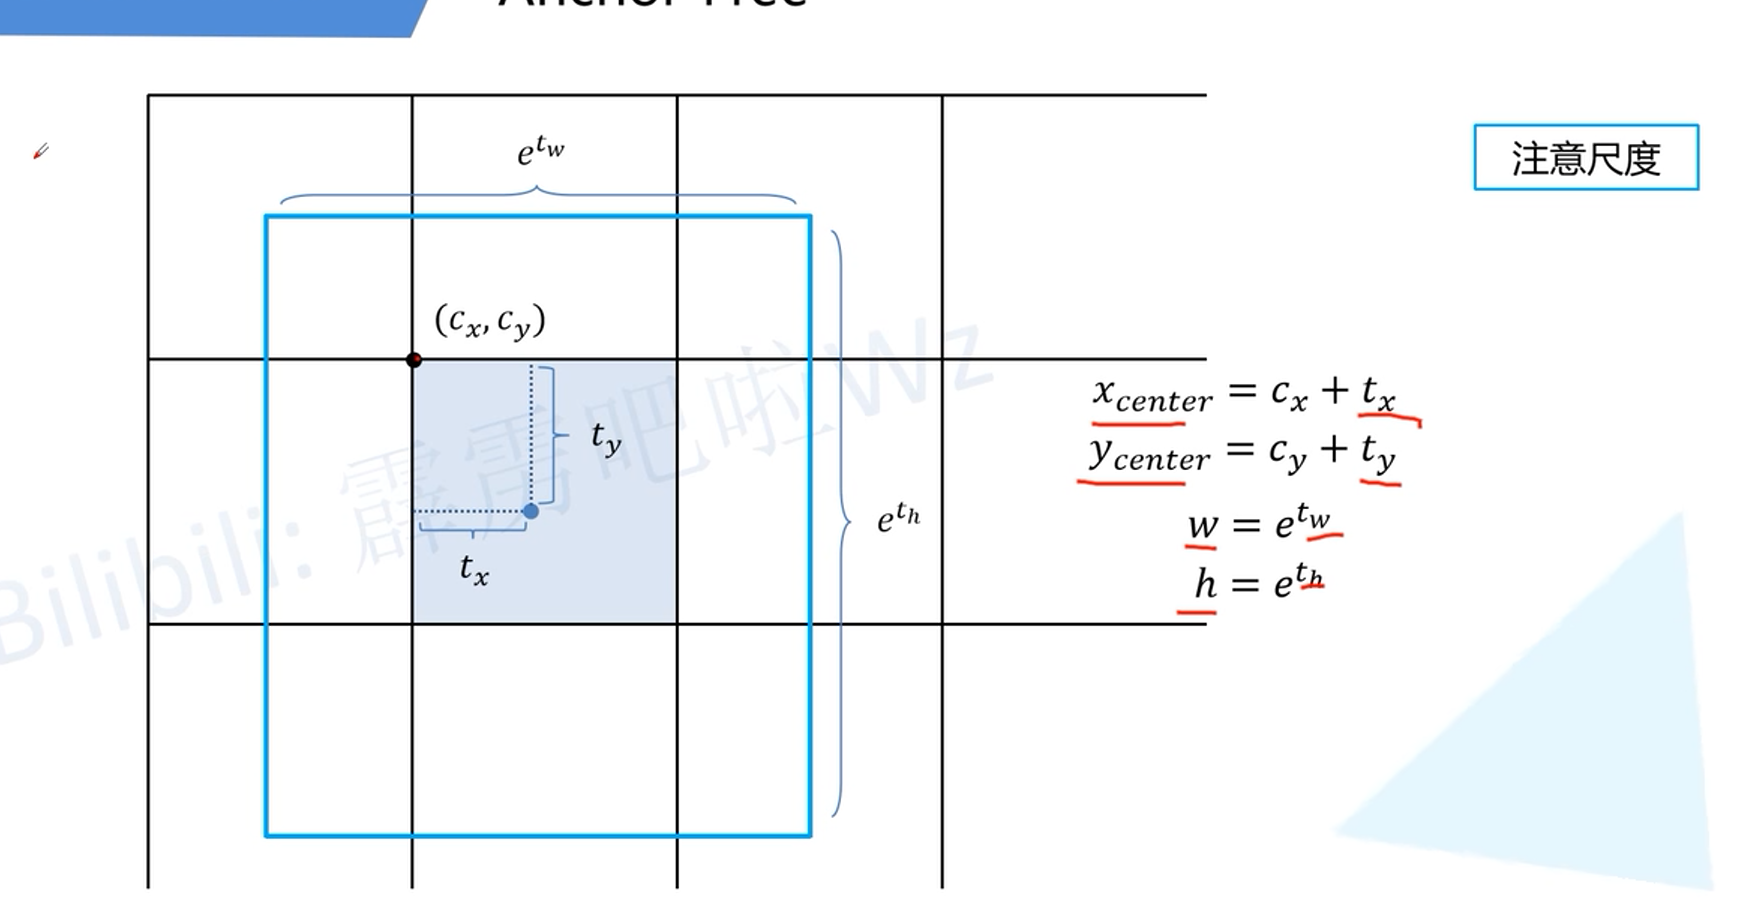 Anchor Free
e^{t_w}
注意尺度
(c_x, c_y)
x_{center} = c_x + t_x
t_y
y_{center} = c_y + t_y
e^{t_h}
w = e^{t_w}
t_x
h = e^{t_h}
Bilibili: 霹雳吧啦Wz